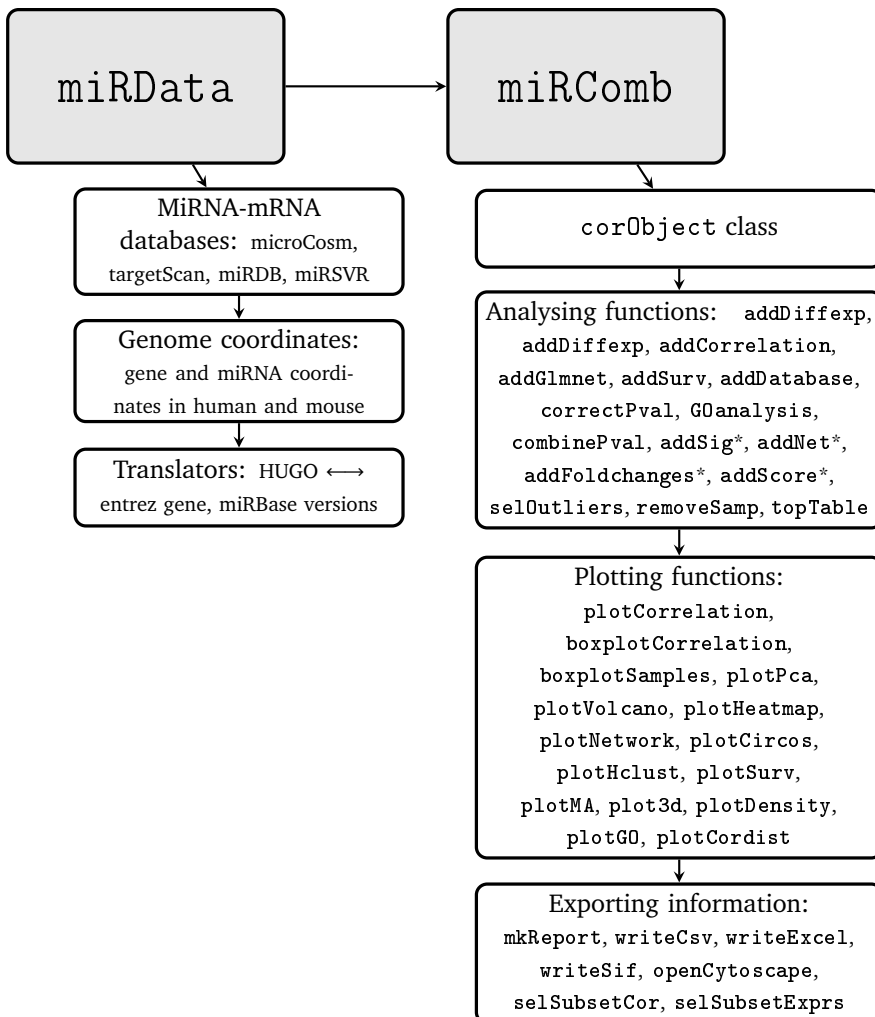 miRData
miRComb
MiRNA-mRNA
databases: microCosm,
targetScan, miRDB, miRSVR
Genome coordinates:
gene and miRNA coordi-
nates in human and mouse
Translators: HUGO ⟷
entrez gene, miRBase versions
corObject class
Analysing functions: addDiffexp,
addDiffexp, addCorrelation,
addGlmnet, addSurv, addDatabase,
correctPval, GOanalysis,
combinePval, addSig*, addNet*,
addFoldchanges*, addScore*,
selOutliers, removeSamp, topTable
Plotting functions:
plotCorrelation,
boxplotCorrelation,
boxplotSamples, plotPca,
plotVolcano, plotHeatmap,
plotNetwork, plotCircos,
plotHclust, plotSurv,
plotMA, plot3d, plotDensity,
plotGO, plotCordist
Exporting information:
mkReport, writeCsv, writeExcel,
writeSif, openCytoscape,
selSubsetCor, selSubsetExprs